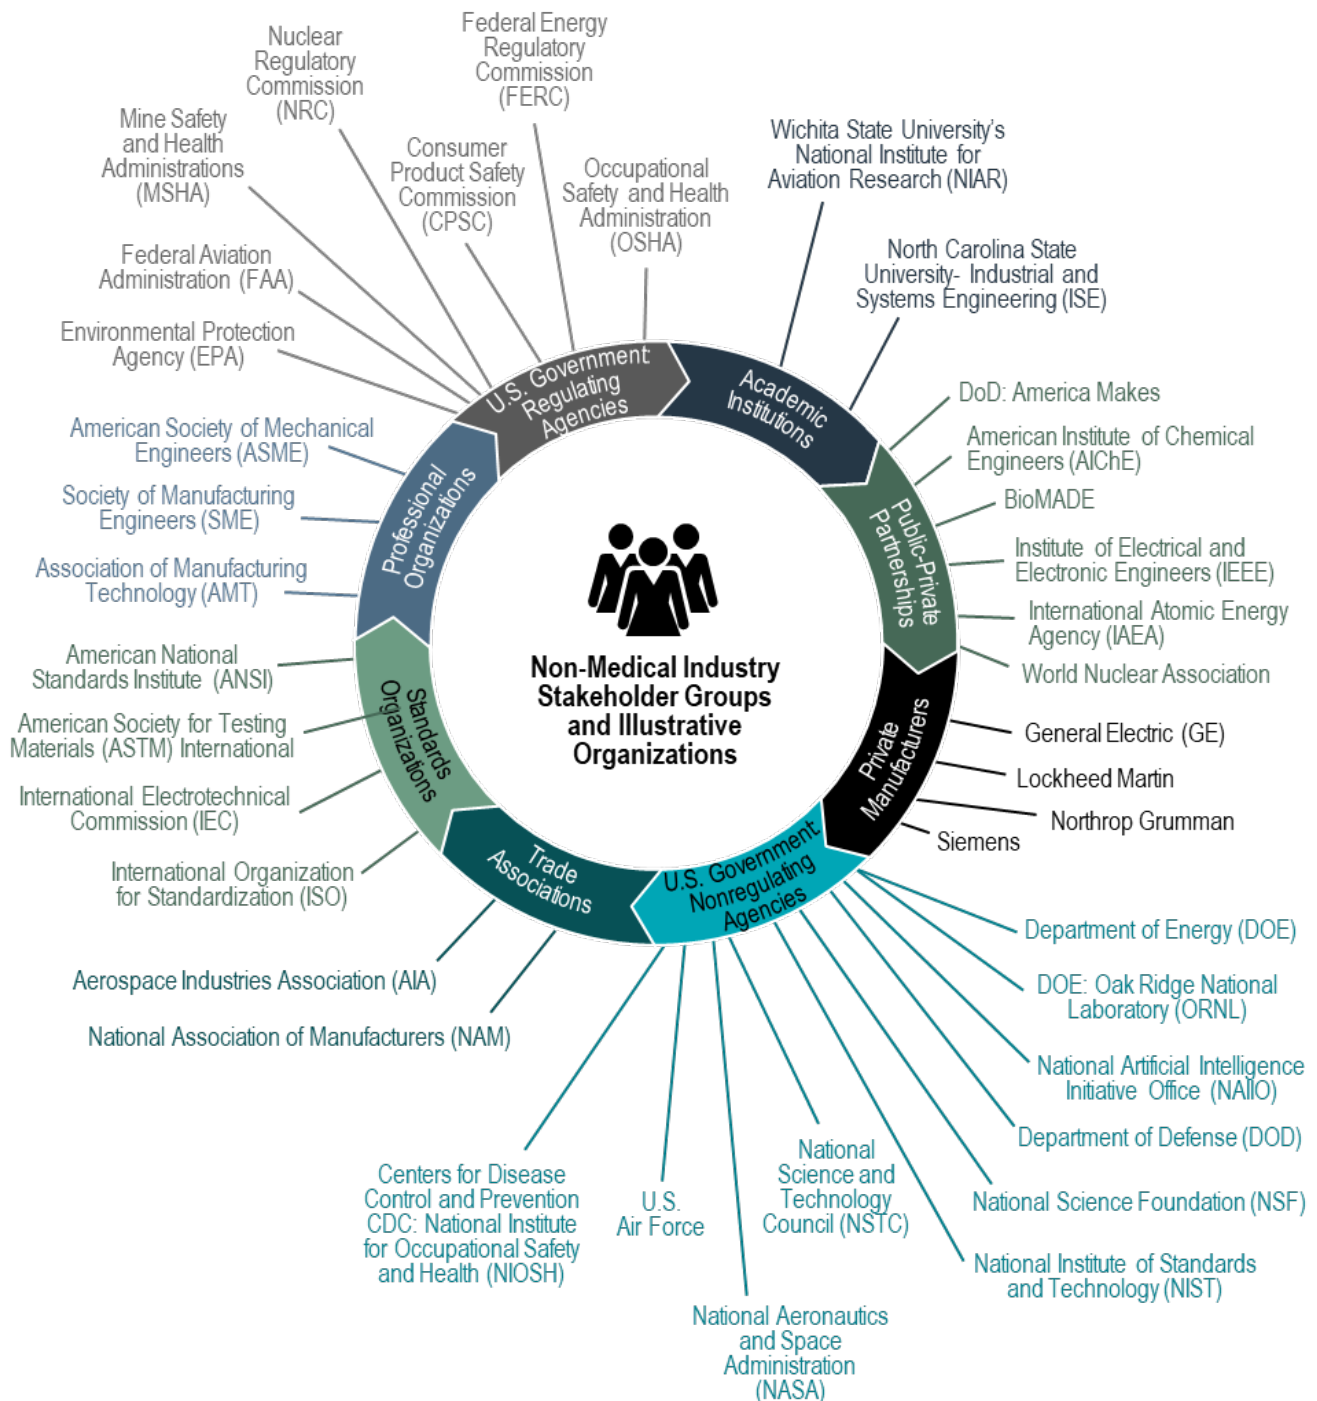 Federal Energy
Regulatory
Commission
(FERC)
Nuclear
Regulatory
Commission
(NRC)
Mine Safety
and Health
Administrations
(MSHA)
Consumer
Product Safety
Commission
(CPSC)
Occupational
Safety and Health
Administration
(OSHA)
Federal Aviation
Administration (FAA)
Environmental Protection
Agency (EPA)
Wichita State University's
National Institute for
Aviation Research (NIAR)
North Carolina State
University- Industrial and
Systems Engineering (ISE)
U.S. Government:
Regulating
Agencies
Academic
Institutions
DoD: America Makes
American Institute of Chemical
Engineers (AIChE)
BioMADE
Institute of Electrical and
Electronic Engineers (IEEE)
International Atomic Energy
Agency (IAEA)
World Nuclear Association
Public-Private
Partnerships
American Society of Mechanical
Engineers (ASME)
Society of Manufacturing
Engineers (SME)
Association of Manufacturing
Technology (AMT)
Professional
Organizations
Non-Medical Industry
Stakeholder Groups
and Illustrative
Organizations
American National
Standards Institute (ANSI)
American Society for Testing
Materials (ASTM) International
International Electrotechnical
Commission (IEC)
International Organization
for Standardization (ISO)
Standards
Organizations
Private
Manufacturers
General Electric (GE)
Lockheed Martin
Northrop Grumman
Siemens
Trade
Associations
U.S. Government:
Nonregulating
Agencies
Aerospace Industries Association (AIA)
National Association of Manufacturers (NAM)
Department of Energy (DOE)
DOE: Oak Ridge National
Laboratory (ORNL)
National Artificial Intelligence
Initiative Office (NAIIO)
Department of Defense (DOD)
National Science Foundation (NSF)
National Institute of Standards
and Technology (NIST)
National
Science and
Technology
Council (NSTC)
U.S.
Air Force
Centers for Disease
Control and Prevention
CDC: National Institute
for Occupational Safety
and Health (NIOSH)
National Aeronautics
and Space
Administration
(NASA)